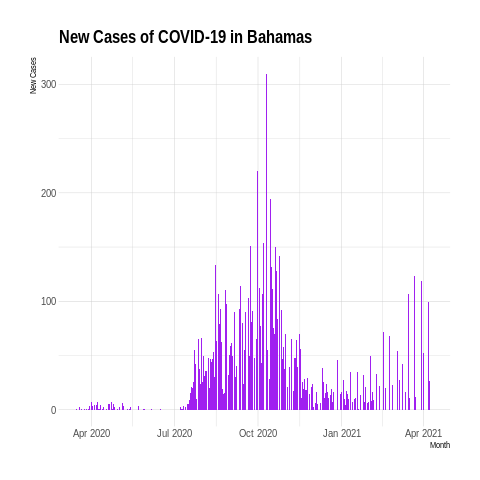 New Cases of COVID-19 in Bahamas
New Cases
300
200
100
0
Apr 2020 Jul 2020 Oct 2020 Jan 2021 Apr 2021
Month